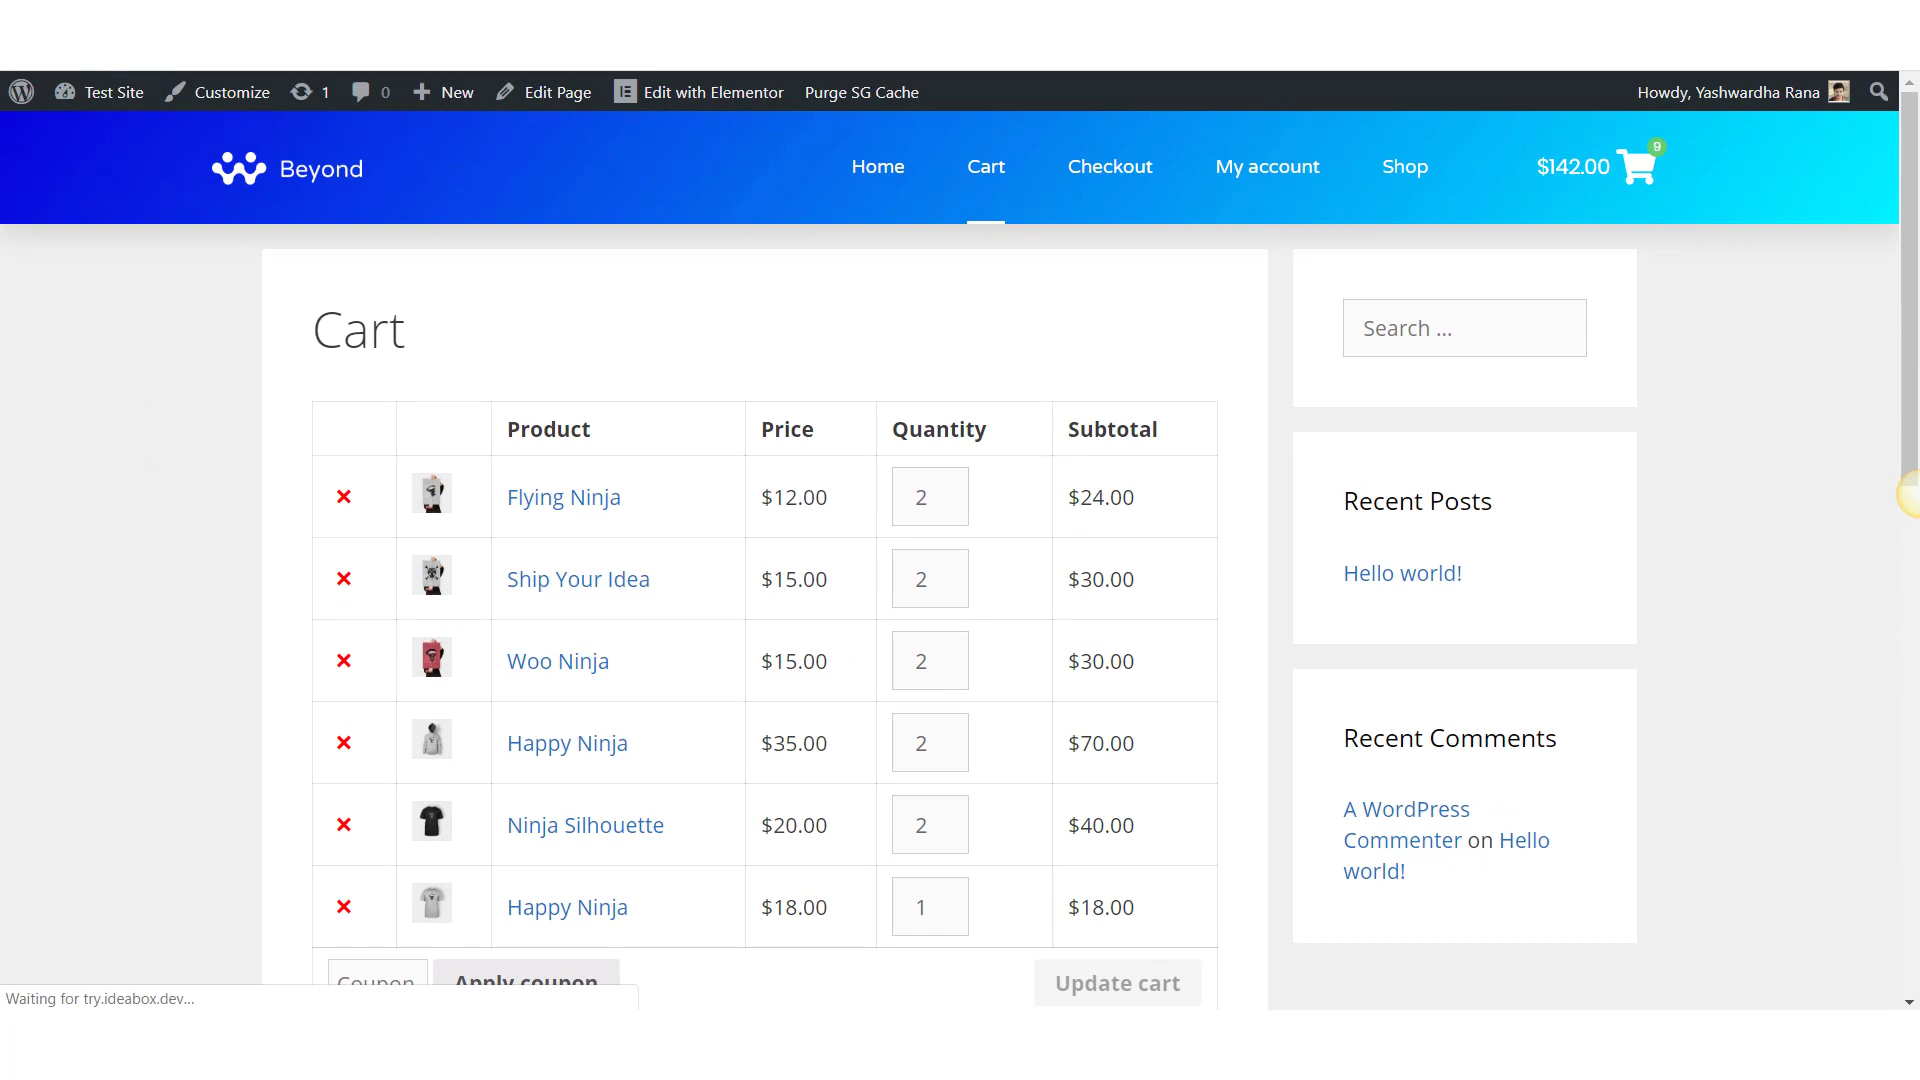 Test Site Customize 1 0 New Edit Page Edit with Elementor Purge SG Cache Howdy, Yashwardha Rana
Beyond Home Cart Checkout My account Shop $142.00 9
Cart
Search ...
Product Price Quantity Subtotal
Flying Ninja $12.00 2 $24.00
Ship Your Idea $15.00 2 $30.00
Woo Ninja $15.00 2 $30.00
Happy Ninja $35.00 2 $70.00
Ninja Silhouette $20.00 2 $40.00
Happy Ninja $18.00 1 $18.00
Coupon Apply coupon Update cart
Recent Posts
Hello world!
Recent Comments
A WordPress
Commenter on Hello
world!
Waiting for try.ideabox.dev...